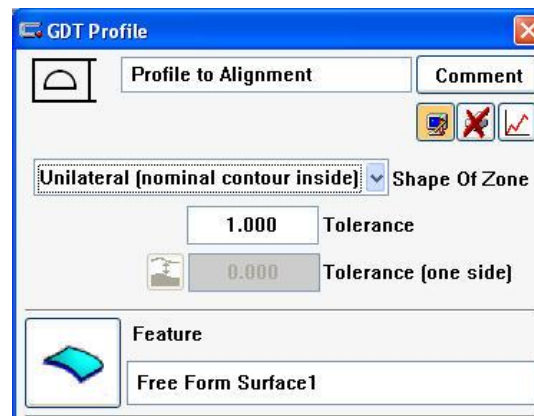 GDT Profile
Profile to Alignment Comment
Unilateral (nominal contour inside) Shape Of Zone
1.000 Tolerance
0.000 Tolerance (one side)
Feature
Free Form Surface1